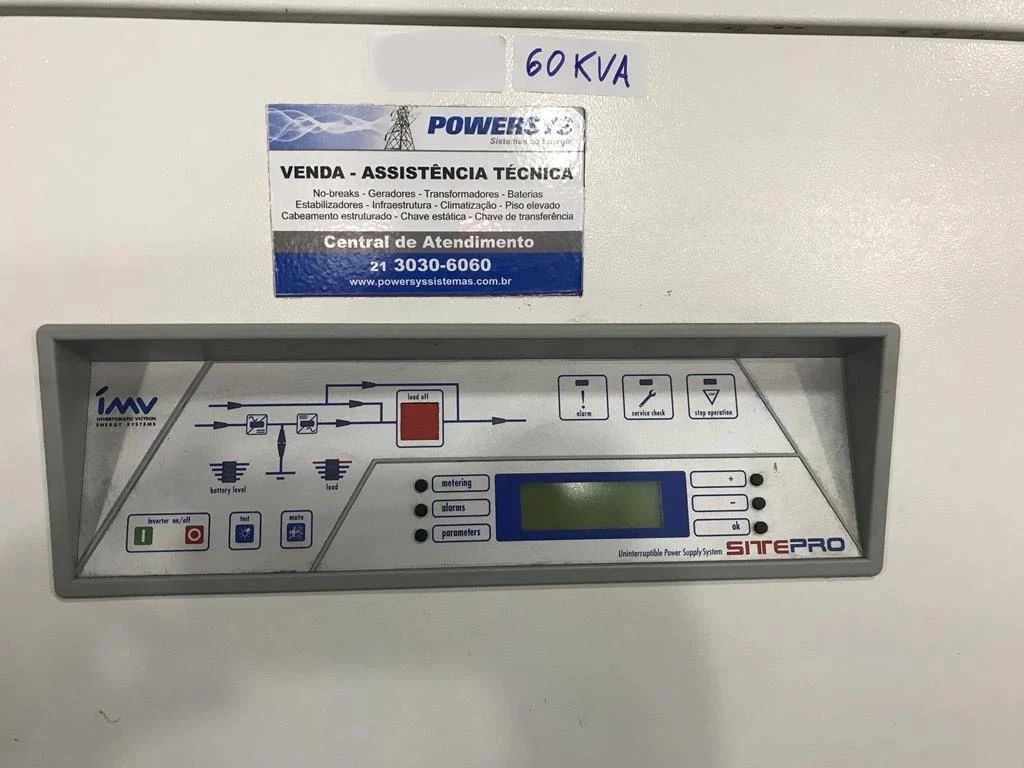 60KVA
POWERSYS
Sistemas de Energia
VENDA - ASSISTÊNCIA TÉCNICA
No-breaks - Geradores - Transformadores - Baterias
Estabilizadores - Infraestrutura - Climatização - Piso elevado
Cabeamento estruturado - Chave estática - Chave de transferência
Central de Atendimento
21 3030-6060
www.powersyssistemas.com.br
imv
INVERTOMATIC VICTRON
ENERGY SYSTEMS
load off
alarm
service check
stop operation
battery level
load
metering
alarms
parameters
+
-
ok
inverter on/off
I
O
test
mute
Uninterruptible Power Supply System SITEPRO